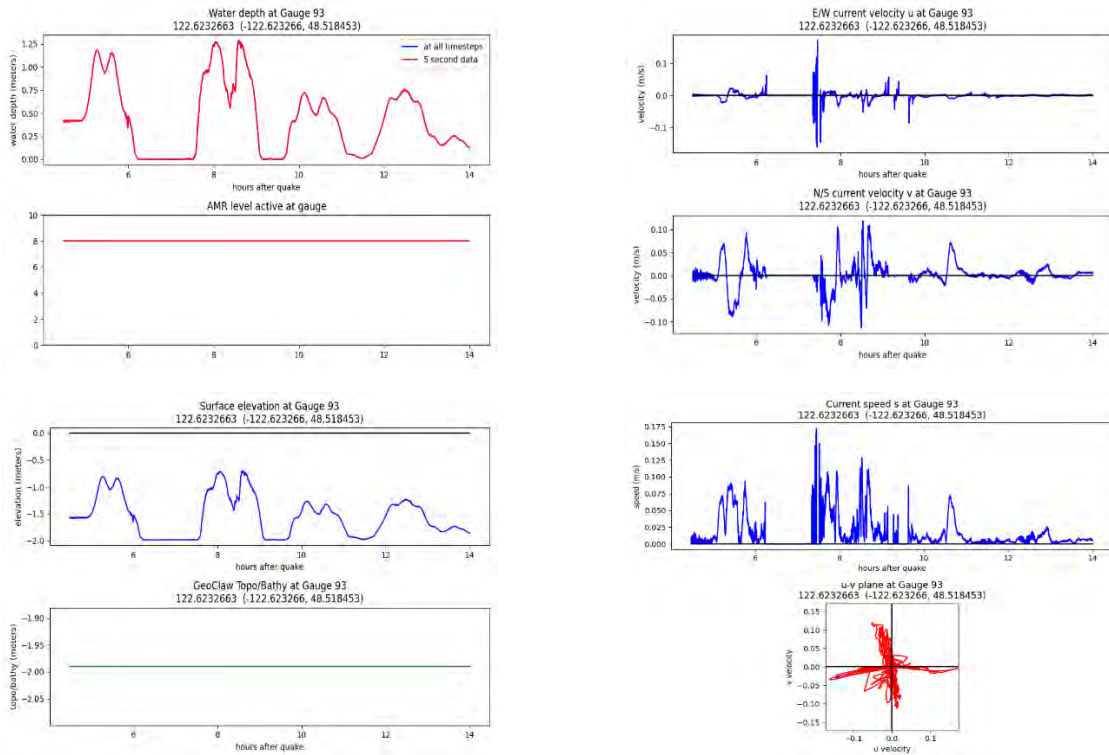 Water depth at Gauge 93
122.6232663 (-122.623266, 48.518453)
at all timesteps
5 second data
water depth (meters)
1.25
1.00
0.75
0.50
0.25
0.00
6 8 10 12 14
hours after quake
AMR level active at gauge
10
8
6
4
2
0
6 8 10 12 14
hours after quake
Surface elevation at Gauge 93
122.6232663 (-122.623266, 48.518453)
elevation (meters)
0.0
−0.5
−1.0
−1.5
−2.0
6 8 10 12 14
hours after quake
GeoClaw Topo/Bathy at Gauge 93
122.6232663 (-122.623266, 48.518453)
topo/bathy (meters)
−1.90
−1.95
−2.00
−2.05
6 8 10 12 14
hours after quake
E/W current velocity u at Gauge 93
122.6232663 (-122.623266, 48.518453)
velocity (m/s)
0.1
0.0
−0.1
6 8 10 12 14
hours after quake
N/S current velocity v at Gauge 93
122.6232663 (-122.623266, 48.518453)
velocity (m/s)
0.10
0.05
0.00
−0.05
−0.10
6 8 10 12 14
hours after quake
Current speed s at Gauge 93
122.6232663 (-122.623266, 48.518453)
speed (m/s)
0.175
0.150
0.125
0.100
0.075
0.050
0.025
0.000
6 8 10 12 14
hours after quake
u-v plane at Gauge 93
122.6232663 (-122.623266, 48.518453)
v velocity
0.15
0.10
0.05
0.00
−0.05
−0.10
−0.15
−0.1 0.0 0.1
u velocity